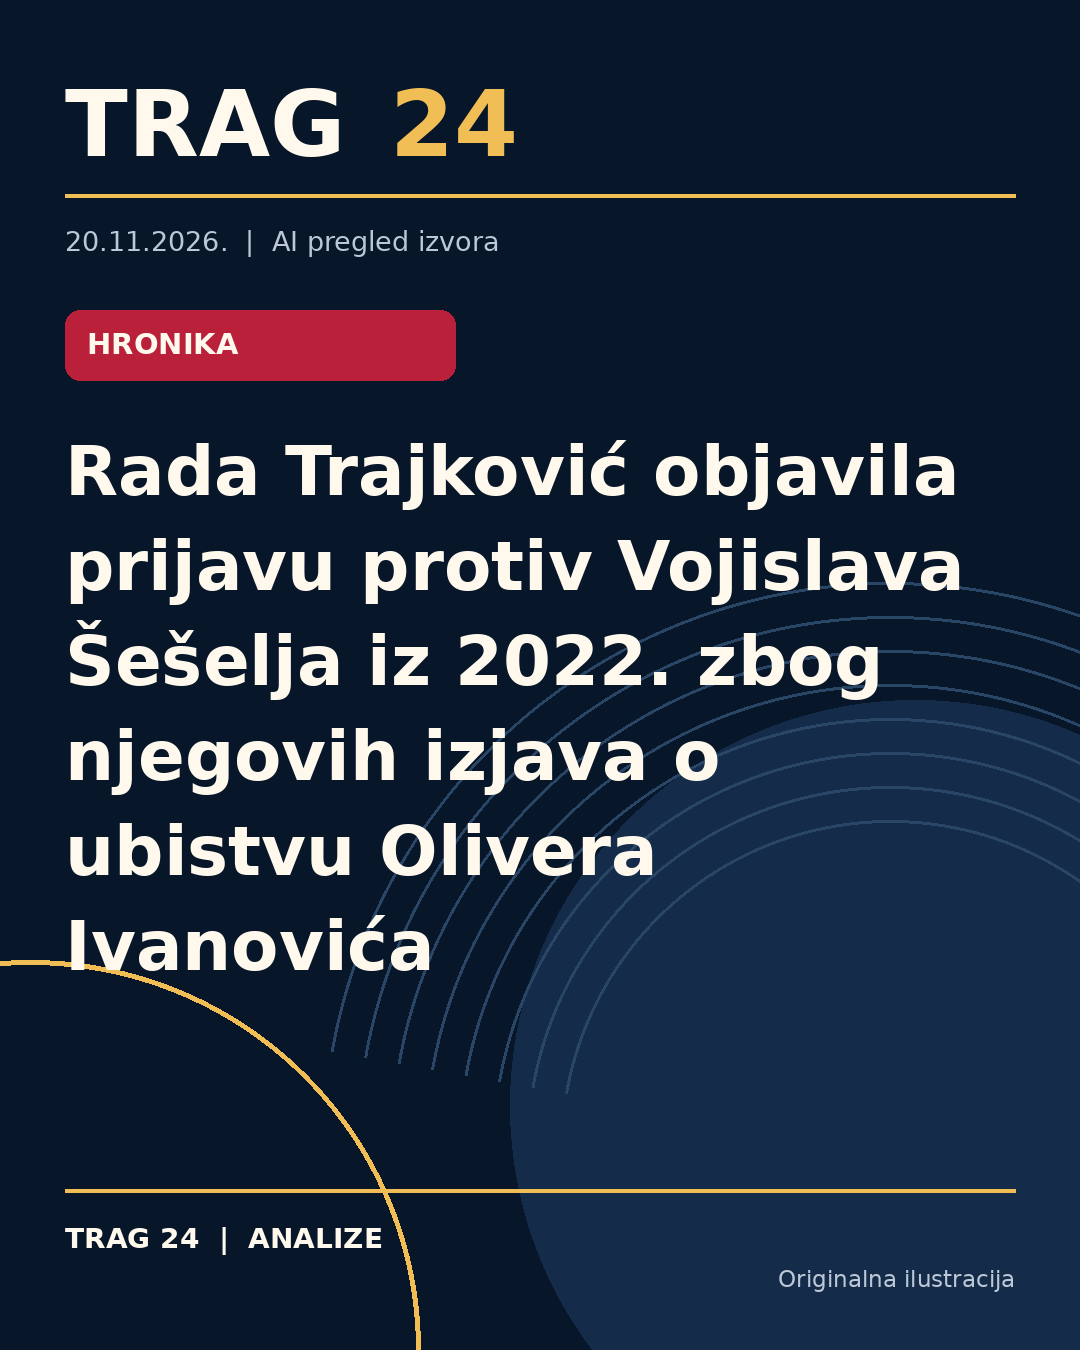 TRAG 24
20.11.2026. | AI pregled izvora
HRONIKA
Rada Trajković objavila
prijavu protiv Vojislava
Šešelja iz 2022. zbog
njegovih izjava o
ubistvu Olivera
Ivanovića
TRAG 24 | ANALIZE
Originalna ilustracija